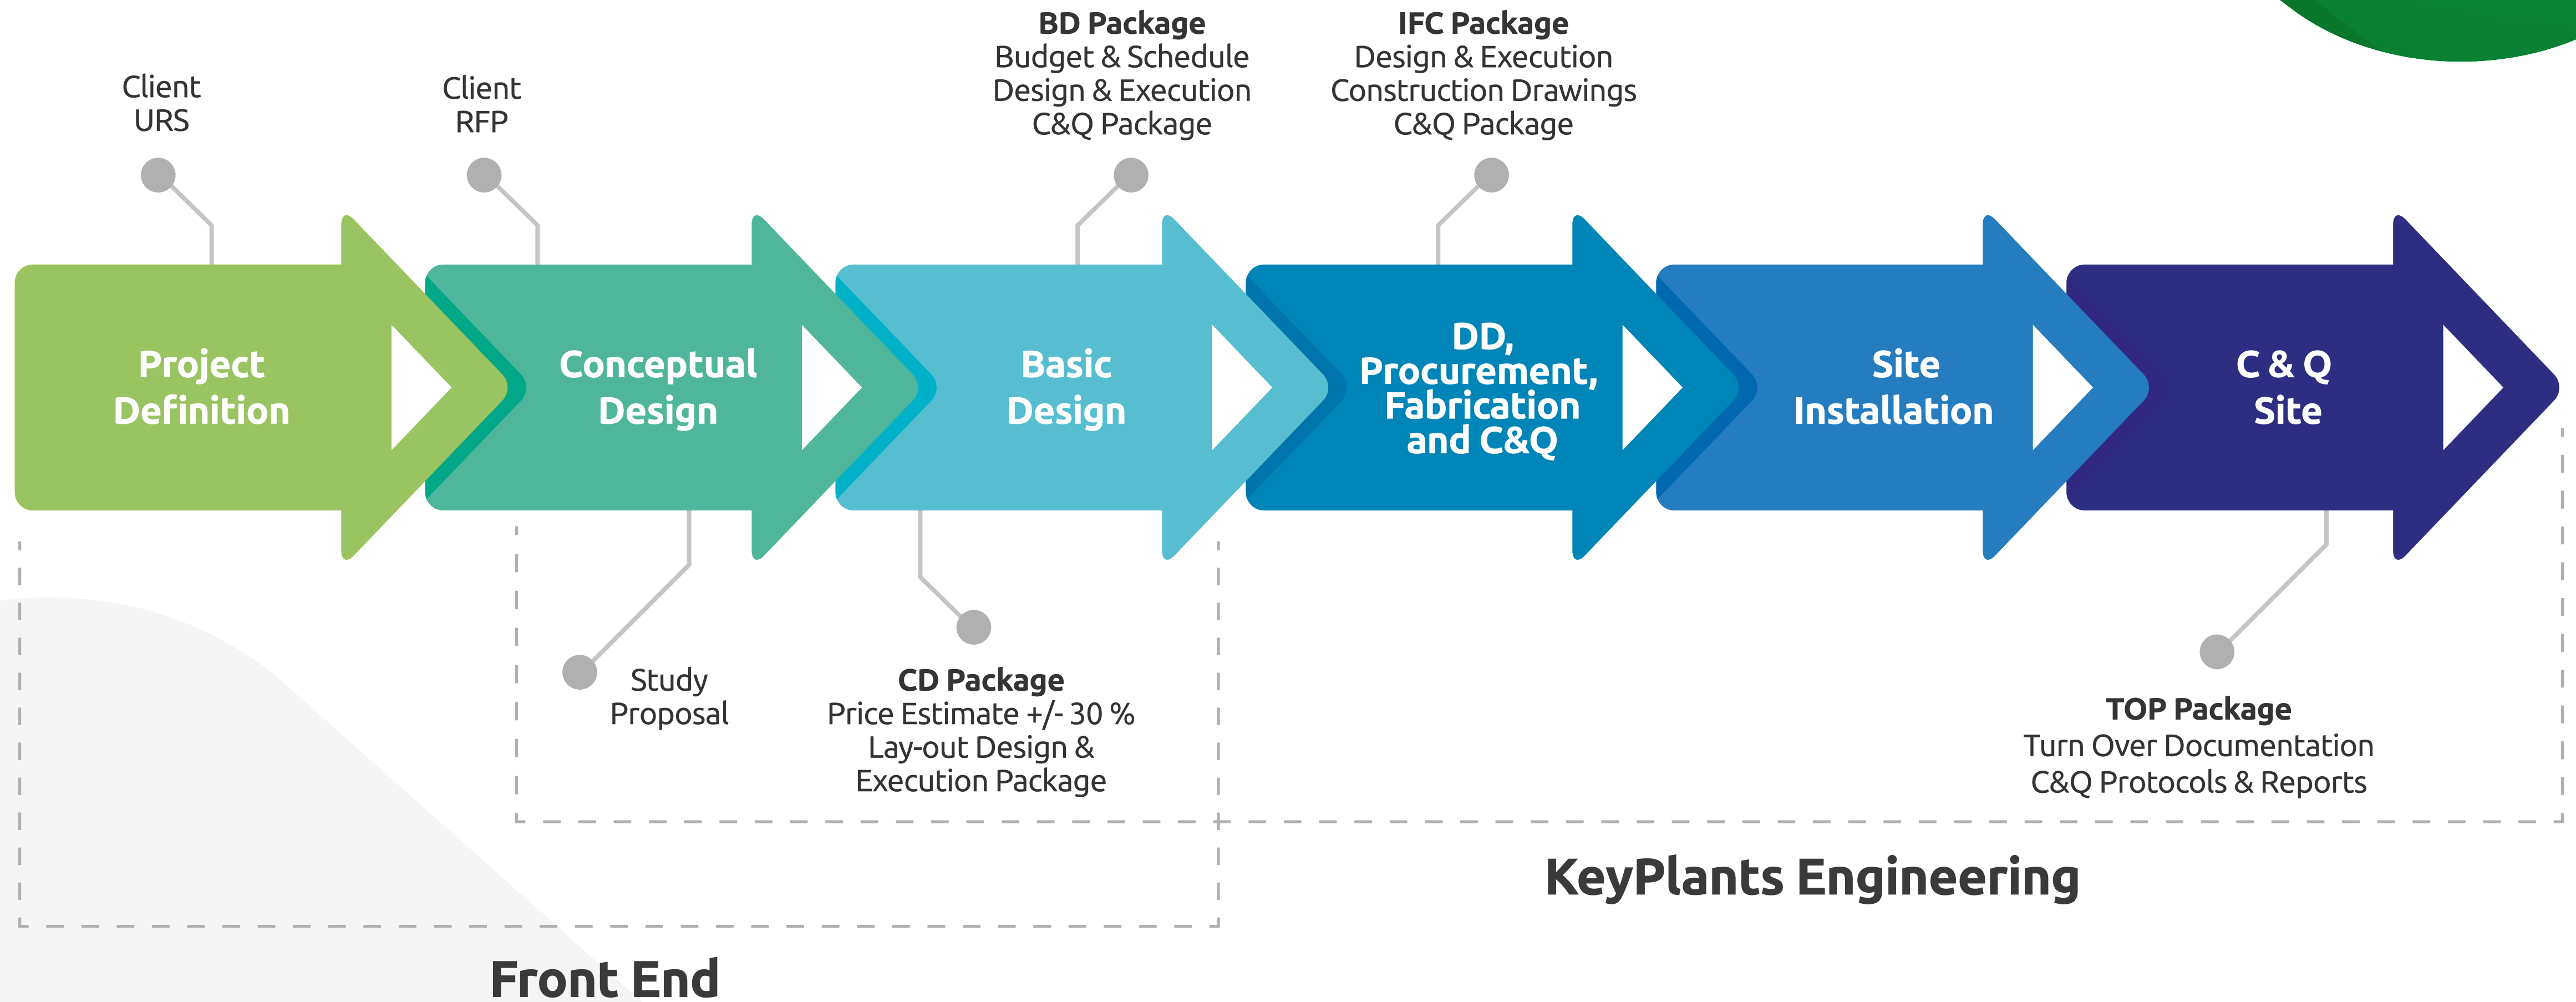 Client
URS
Client
RFP
BD Package
Budget & Schedule
Design & Execution
C&Q Package
IFC Package
Design & Execution
Construction Drawings
C&Q Package
Project
Definition
Conceptual
Design
Basic
Design
DD,
Procurement,
Fabrication
and C&Q
Site
Installation
C & Q
Site
Study
Proposal
CD Package
Price Estimate +/- 30 %
Lay-out Design &
Execution Package
TOP Package
Turn Over Documentation
C&Q Protocols & Reports
KeyPlants Engineering
Front End